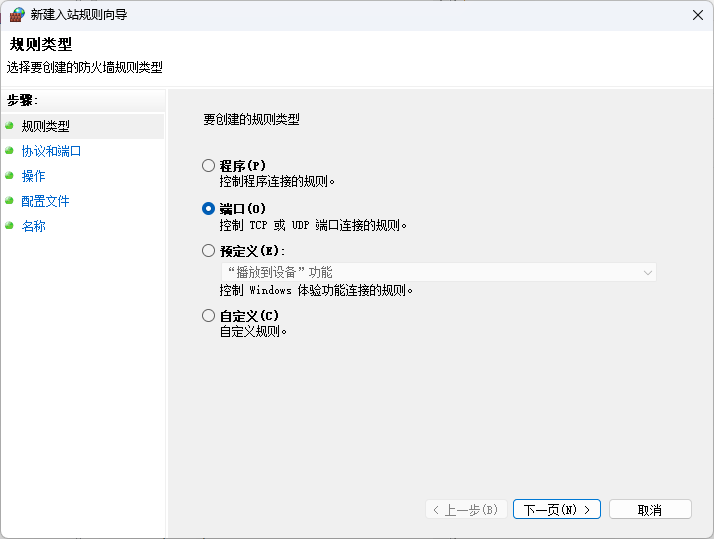 新建入站规则向导
规则类型
选择要创建的防火墙规则类型
步骤:
规则类型
协议和端口
操作
配置文件
名称
要创建的规则类型
程序(P)
控制程序连接的规则。
端口(O)
控制 TCP 或 UDP 端口连接的规则。
预定义(E):
“播放到设备”功能
控制 Windows 体验功能连接的规则。
自定义(C)
自定义规则。
< 上一步(B)
下一页(N) >
取消